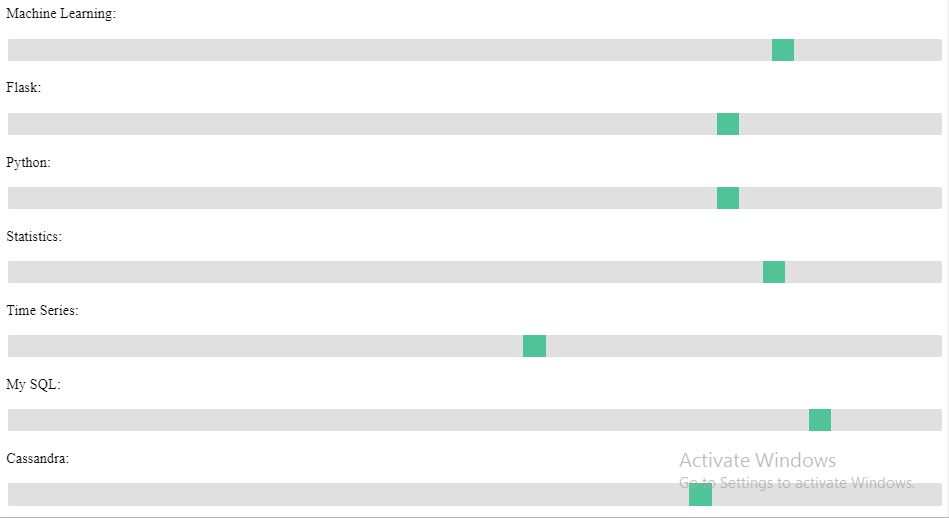 Machine Learning:
Flask:
Python:
Statistics:
Time Series:
My SQL:
Cassandra:
Activate Windows
Go to Settings to activate Windows.